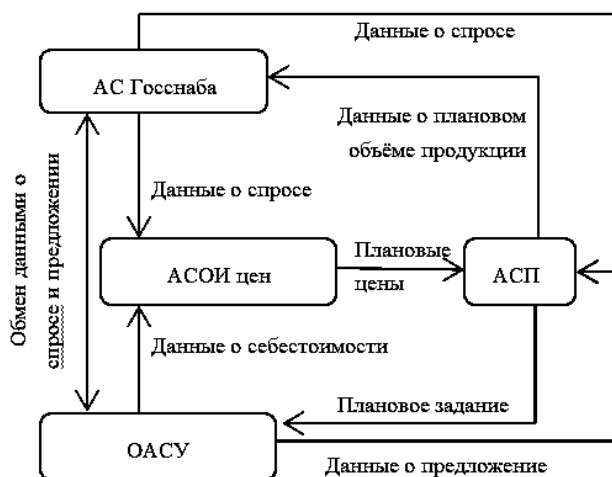 Данные о спросе
АС Госснаба
Данные о плановом
объёме продукции
Обмен данными о
спросе и предложении
Данные о спросе
АСОИ цен
Плановые
цены
АСП
Данные о себестоимости
Плановое задание
ОАСУ
Данные о предложение